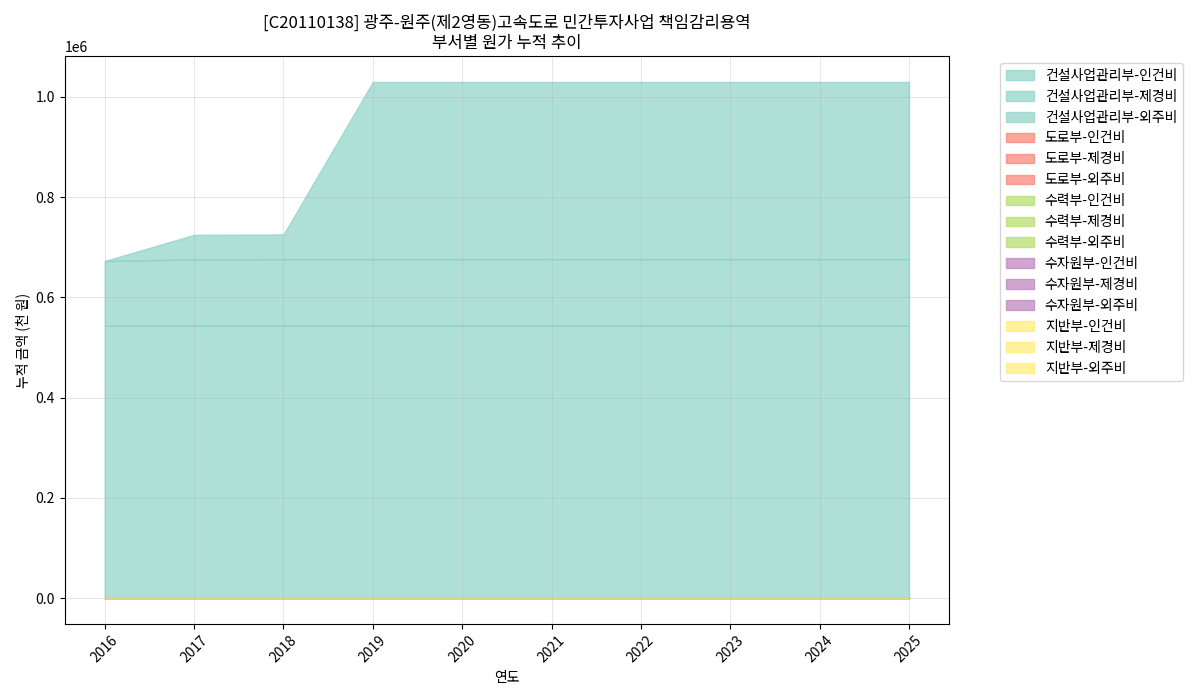 [C20110138] 광주-원주(제2영동)고속도로 민간투자사업 책임감리용역
부서별 원가 누적 추이
1e6
1.0
0.8
0.6
0.4
0.2
0.0
누적 금액 (천 원)
2016
2017
2018
2019
2020
2021
2022
2023
2024
2025
연도
건설사업관리부-인건비
건설사업관리부-제경비
건설사업관리부-외주비
도로부-인건비
도로부-제경비
도로부-외주비
수력부-인건비
수력부-제경비
수력부-외주비
수자원부-인건비
수자원부-제경비
수자원부-외주비
지반부-인건비
지반부-제경비
지반부-외주비